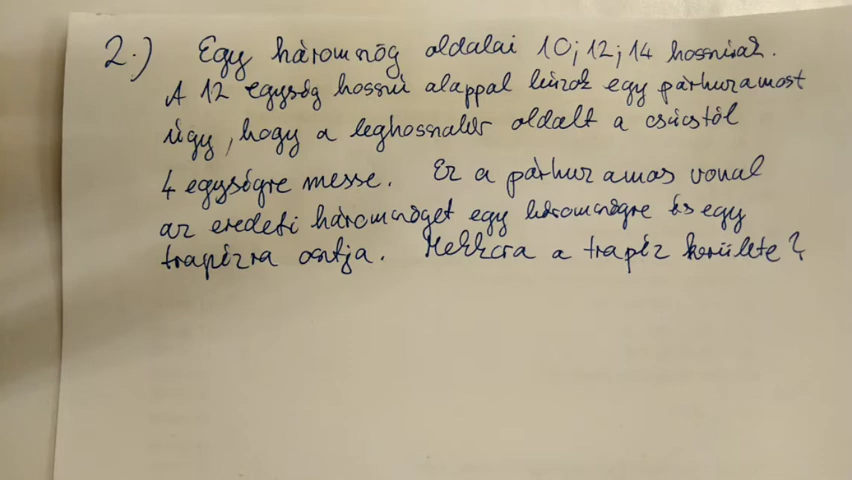 2.) Egy háromszög oldalai 10; 12; 14 hosszúak.
A 12 egység hosszú alappal húzok egy párhuzamost
úgy, hogy a leghosszabb oldalt a csúcstól
4 egységre messe. Ez a párhuzamos vonal
az eredeti háromszöget egy háromszögre és egy
trapézra osztja. Mekkora a trapéz kerülete?